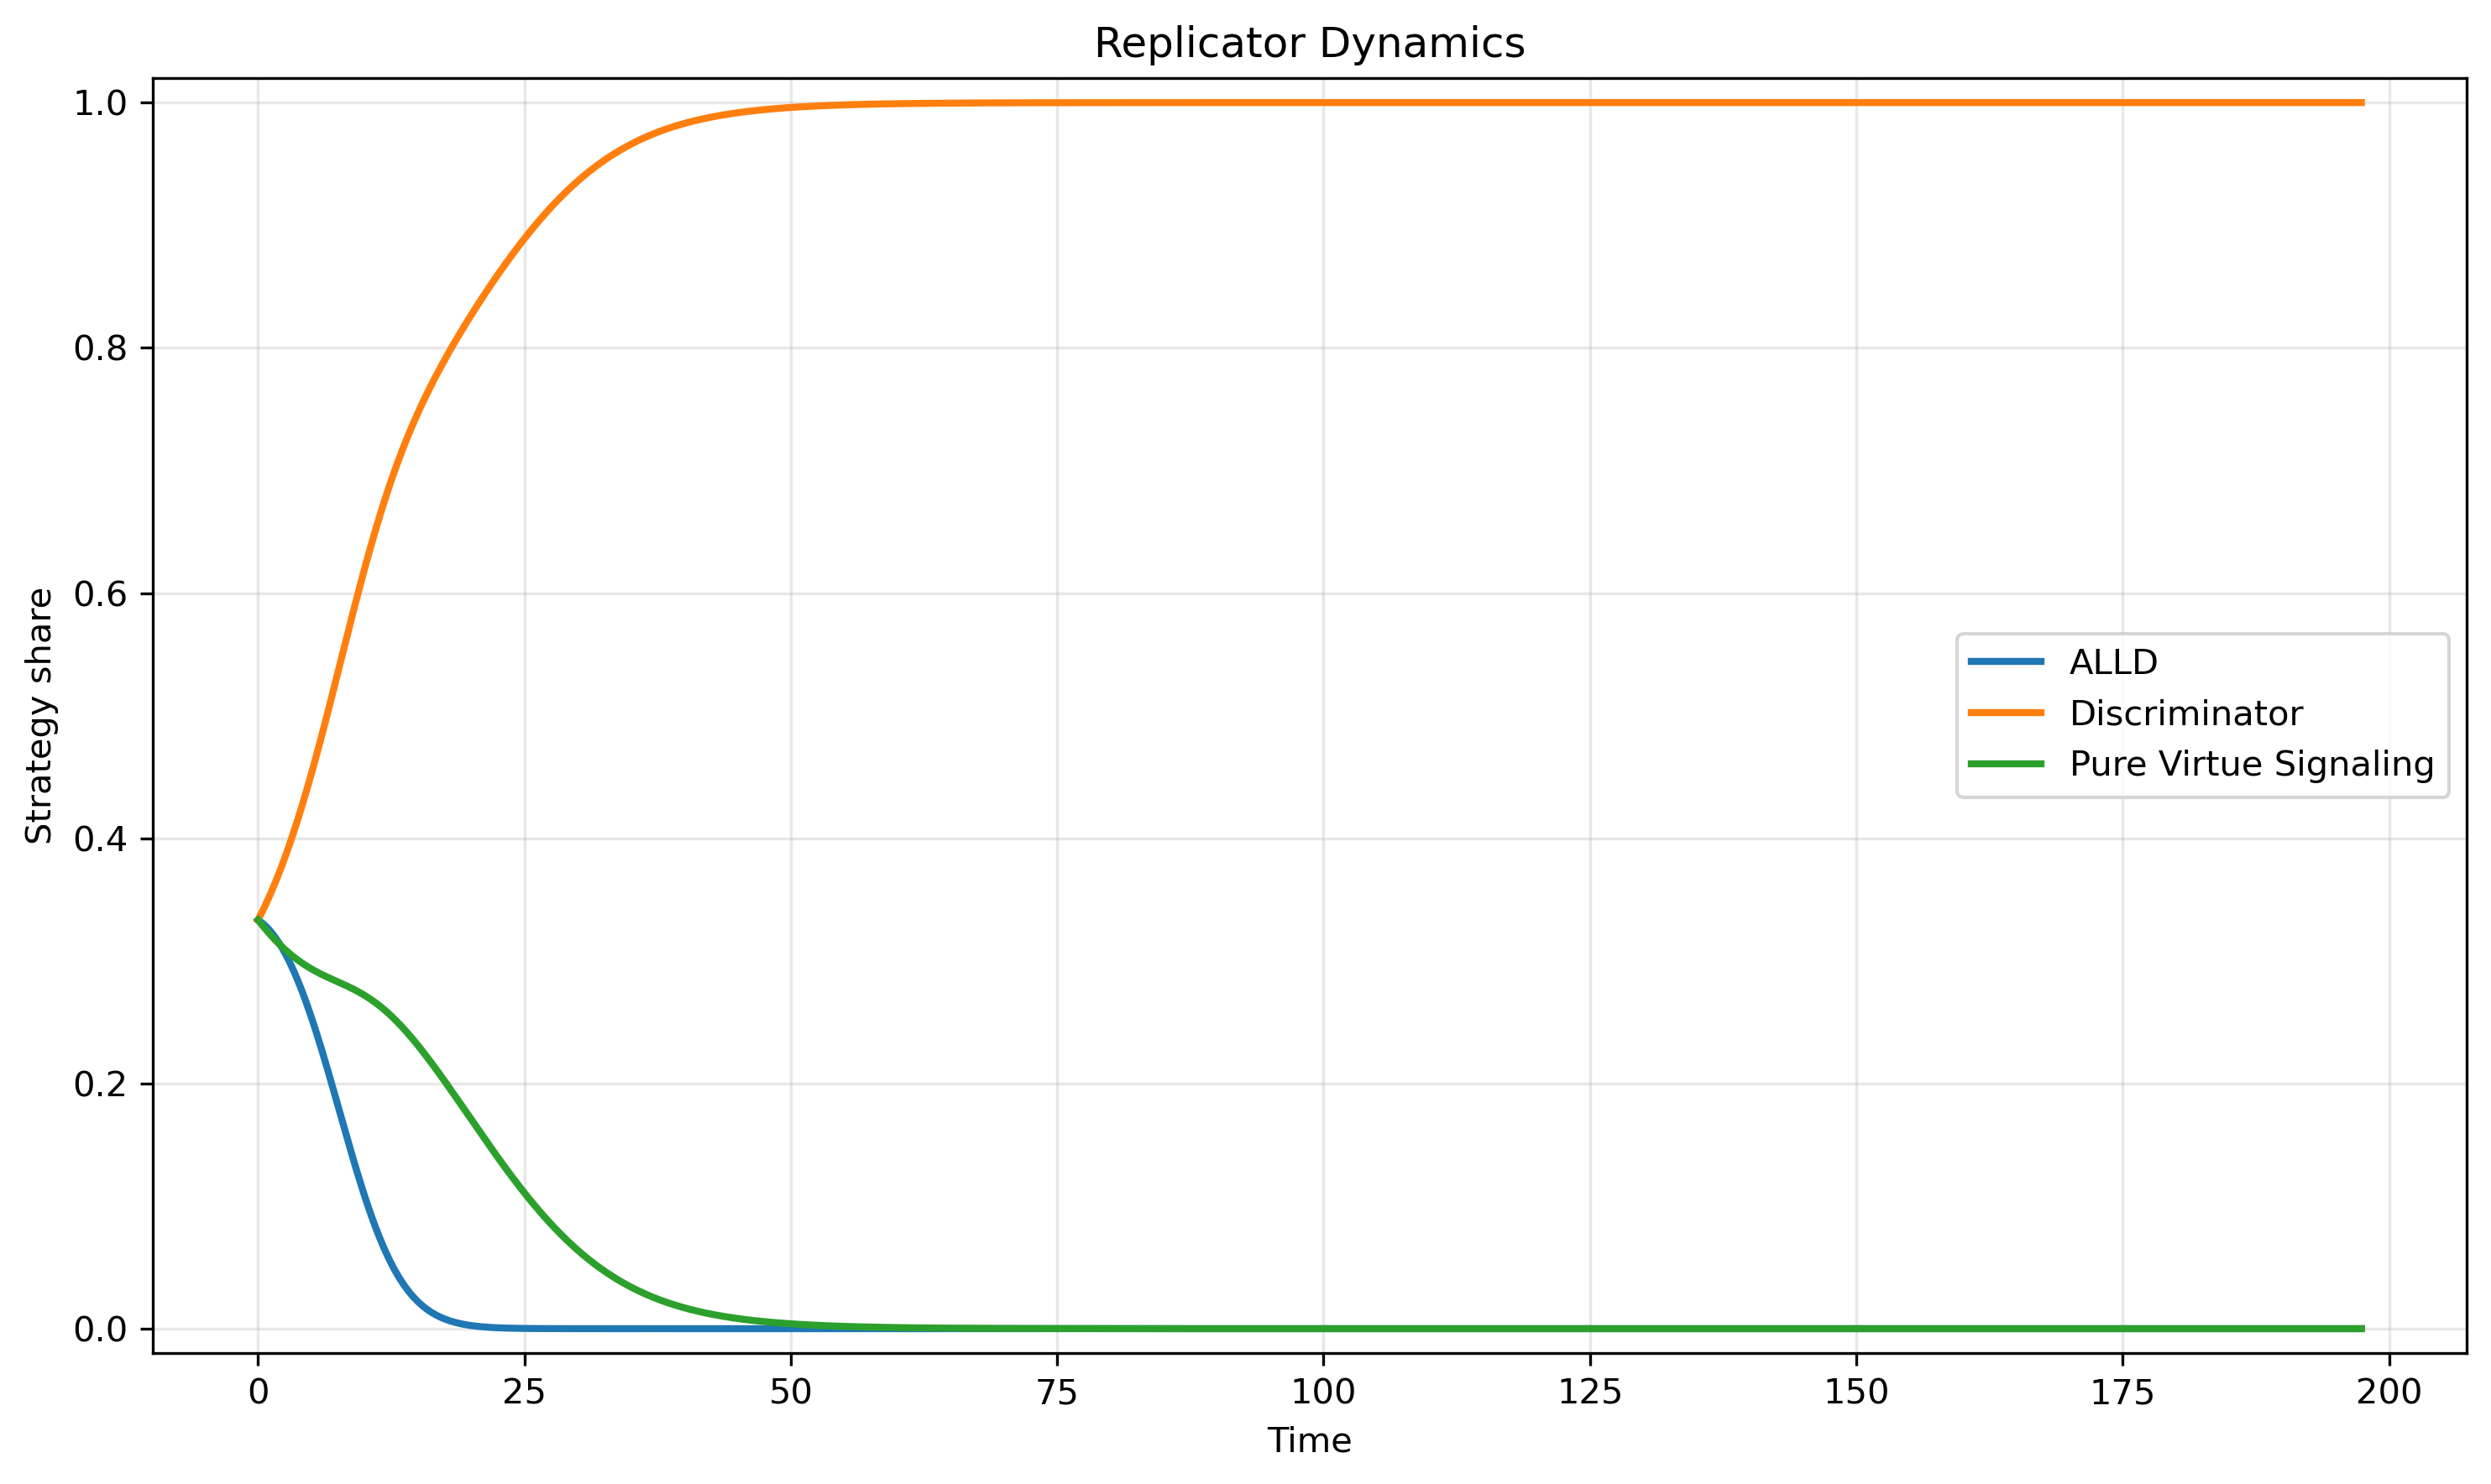 Replicator Dynamics
1.0
0.8
0.6
0.4
0.2
0.0
Strategy share
ALLD
Discriminator
Pure Virtue Signaling
0 25 50 75 100 125 150 175 200
Time